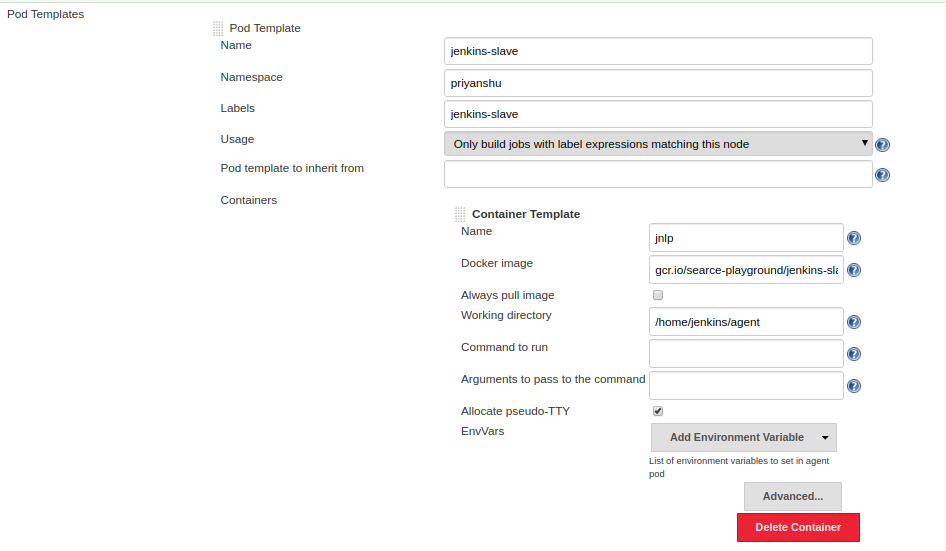 Pod Templates
Pod Template
Name
jenkins-slave
Namespace
priyanshu
Labels
jenkins-slave
Usage
Only build jobs with label expressions matching this node
Pod template to inherit from
Containers
Container Template
Name
jnlp
Docker image
gcr.io/searce-playground/jenkins-sla
Always pull image
Working directory
/home/jenkins/agent
Command to run
Arguments to pass to the command
Allocate pseudo-TTY
EnvVars
Add Environment Variable
List of environment variables to set in agent
pod
Advanced...
Delete Container